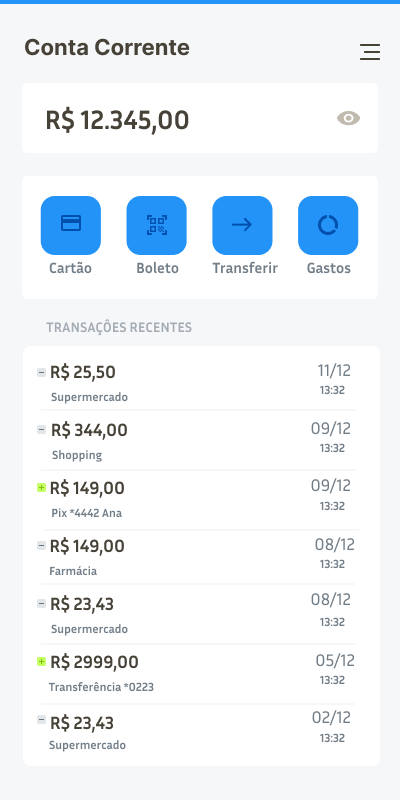 Conta Corrente
R$ 12.345,00
Cartão Boleto Transferir Gastos
TRANSAÇÕES RECENTES
R$ 25,50 11/12
Supermercado 13:32
R$ 344,00 09/12
Shopping 13:32
R$ 149,00 09/12
Pix *4442 Ana 13:32
R$ 149,00 08/12
Farmácia 13:32
R$ 23,43 08/12
Supermercado 13:32
R$ 2999,00 05/12
Transferência *0223 13:32
R$ 23,43 02/12
Supermercado 13:32